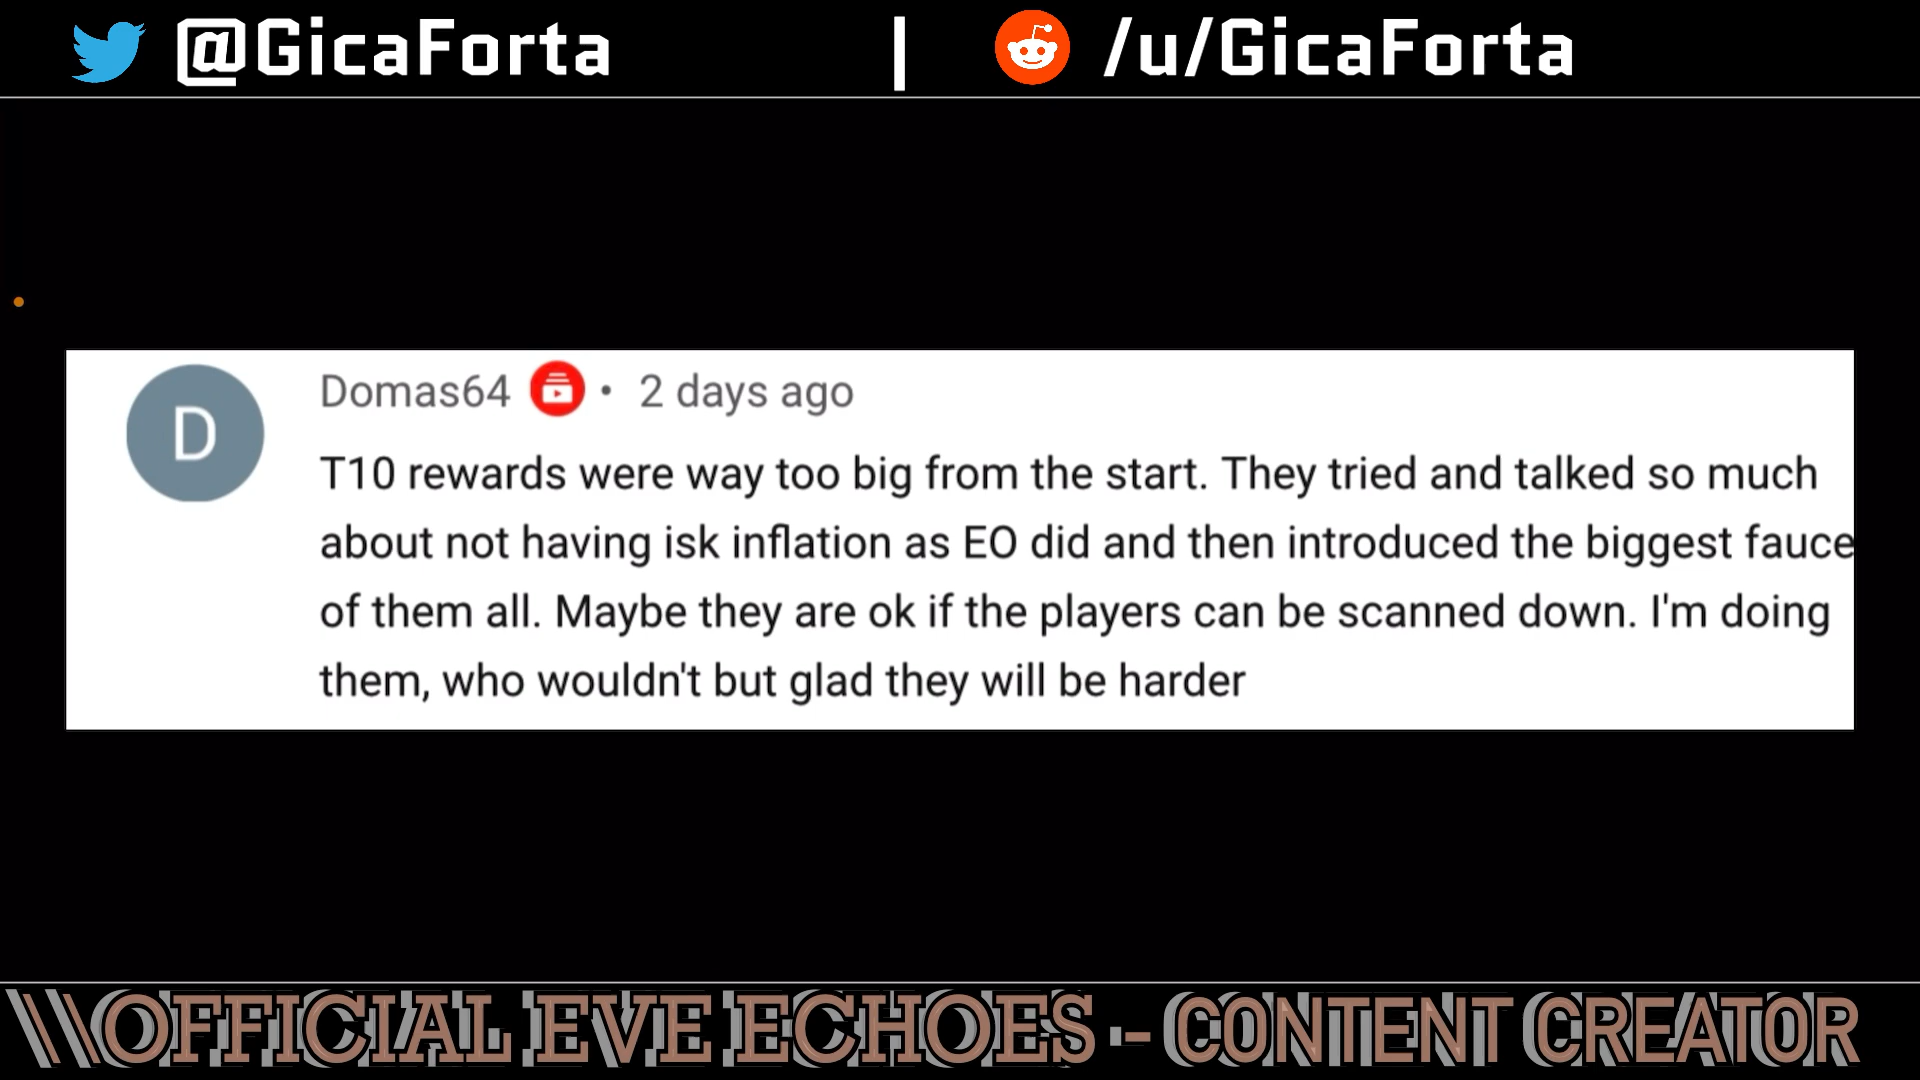 @GicaForta | /u/GicaForta
D
Domas64 • 2 days ago
T10 rewards were way too big from the start. They tried and talked so much
about not having isk inflation as EO did and then introduced the biggest fauce
of them all. Maybe they are ok if the players can be scanned down. I'm doing
them, who wouldn't but glad they will be harder
\\OFFICIAL EVE ECHOES - CONTENT CREATOR